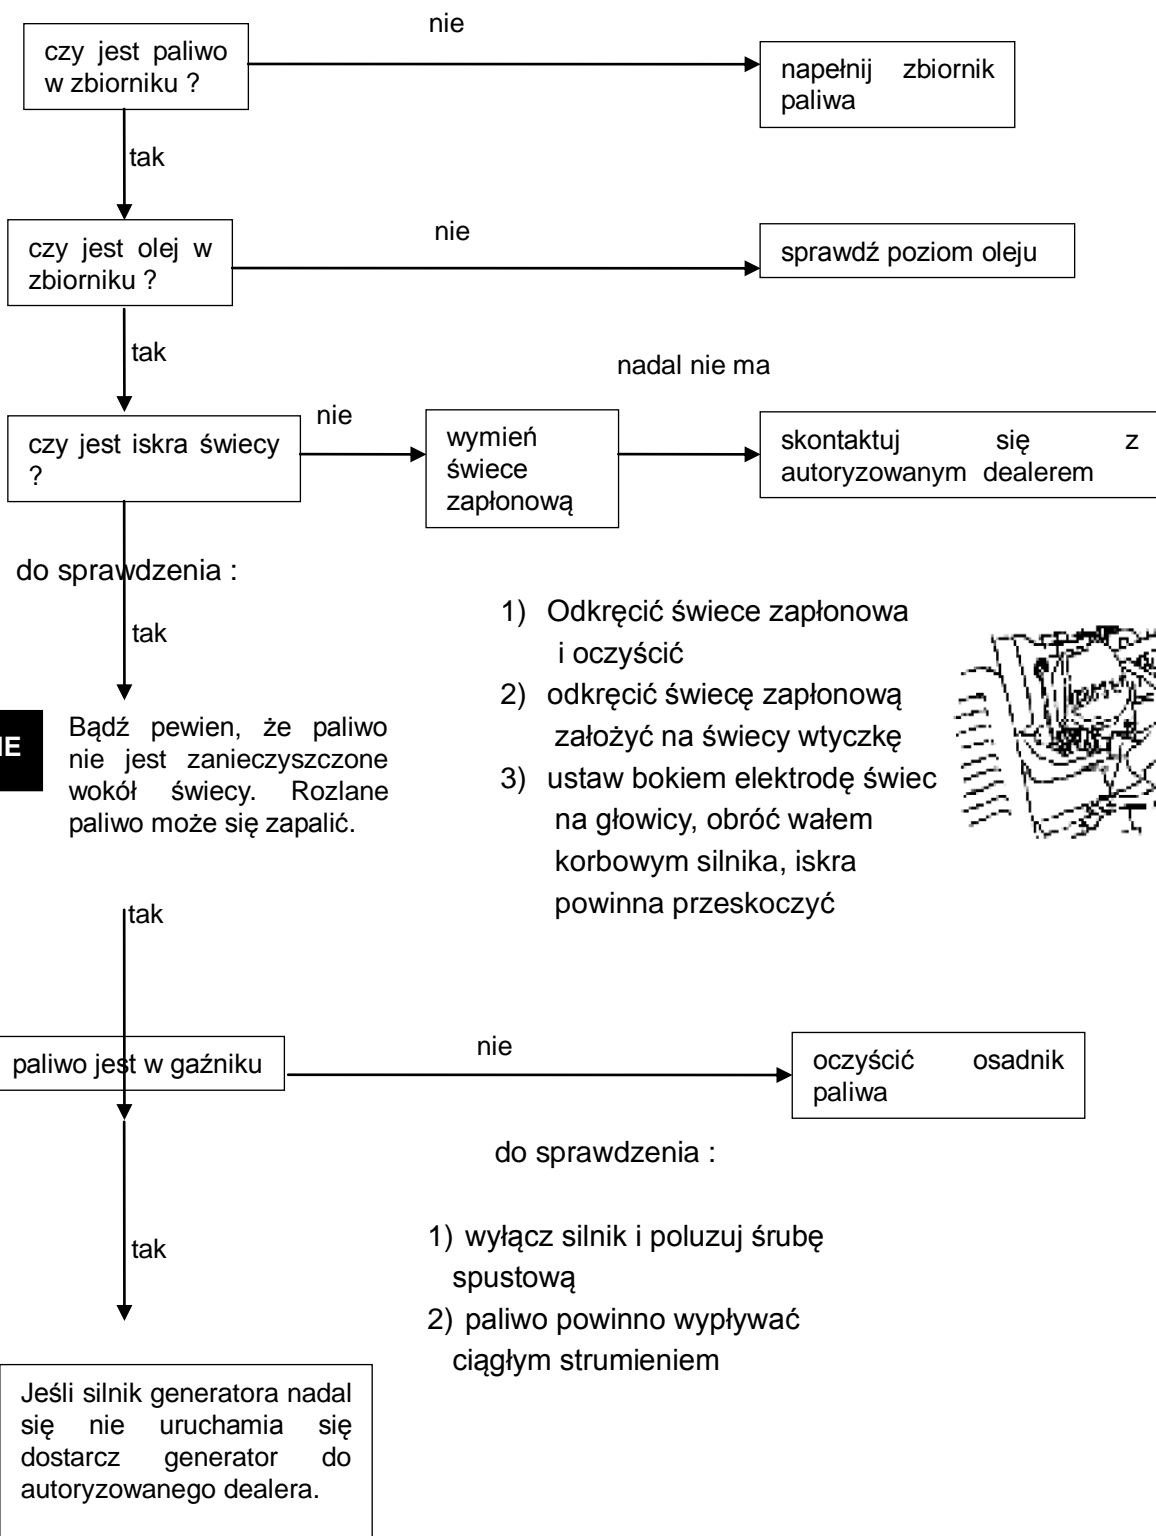 nie
czy jest paliwo
w zbiorniku ?
napełnij zbiornik
paliwa
tak
czy jest olej w
zbiorniku ?
nie
sprawdź poziom oleju
tak
nadal nie ma
czy jest iskra świecy
?
nie
wymień
świece
zapłonową
skontaktuj się z
autoryzowanym dealerem
do sprawdzenia :
tak
1) Odkręcić świece zapłonowa
i oczyścić
2) odkręcić świecę zapłonową
założyć na świecy wtyczkę
3) ustaw bokiem elektrodę świec
na głowicy, obróć wałem
korbowym silnika, iskra
powinna przeskoczyć
IE
Bądź pewien, że paliwo
nie jest zanieczyszczone
wokół świecy. Rozlane
paliwo może się zapalić.
tak
paliwo jest w gaźniku
nie
oczyścić osadnik
paliwa
do sprawdzenia :
tak
1) wyłącz silnik i poluzuj śrubę
spustową
2) paliwo powinno wypływać
ciągłym strumieniem
Jeśli silnik generatora nadal
się nie uruchamia się
dostarcz generator do
autoryzowanego dealera.